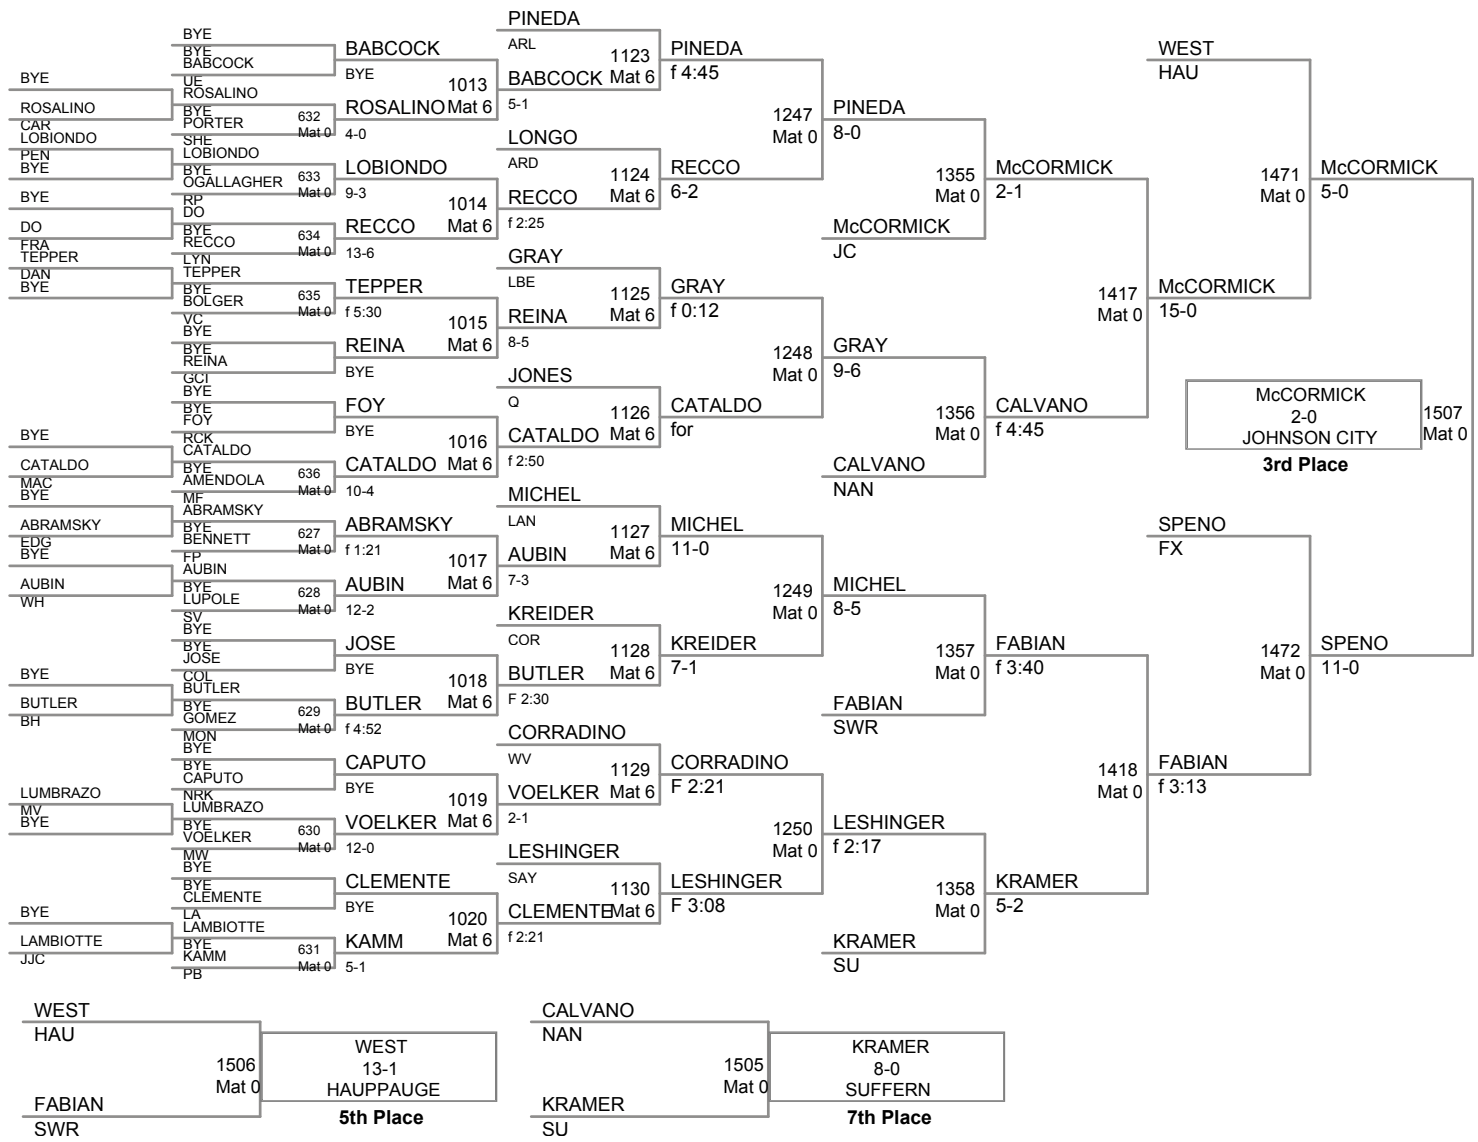 BYE
ROSALINO
CAR
LOBIONDO
PEN
BYE
BYE
DO
FRA
TEPPER
DAN
BYE
BYE
CATALDO
MAC
BYE
ABRAMSKY
EDG
BYE
AUBIN
WH
BYE
BUTLER
BH
LUMBRAZO
MV
BYE
BYE
LAMBIOTTE
JJC
BYE
BYE
BABCOCK
UE
ROSALINO
BYE
PORTER
SHE
LOBIONDO
BYE
OGALLAGHER
RP
DO
BYE
RECCO
LYN
TEPPER
BYE
BOLGER
VC
BYE
BYE
REINA
GCI
BYE
BYE
FOY
RCK
CATALDO
BYE
AMENDOLA
MF
ABRAMSKY
BYE
BENNETT
FP
AUBIN
BYE
LUPOLE
SV
BYE
BYE
JOSE
COL
BUTLER
BYE
GOMEZ
MON
BYE
BYE
CAPUTO
NRK
LUMBRAZO
BYE
VOELKER
MW
BYE
BYE
CLEMENTE
LA
LAMBIOTTE
BYE
KAMM
PB
632
Mat 0
633
Mat 0
634
Mat 0
635
Mat 0
636
Mat 0
627
Mat 0
628
Mat 0
629
Mat 0
630
Mat 0
631
Mat 0
BABCOCK
BYE
ROSALINO
4-0
LOBIONDO
9-3
RECCO
13-6
TEPPER
f 5:30
REINA
BYE
FOY
BYE
CATALDO
10-4
ABRAMSKY
f 1:21
AUBIN
12-2
JOSE
BYE
BUTLER
f 4:52
CAPUTO
BYE
VOELKER
12-0
CLEMENTE
BYE
KAMM
5-1
1013
Mat 6
1014
Mat 6
1015
Mat 6
1016
Mat 6
1017
Mat 6
1018
Mat 6
1019
Mat 6
1020
Mat 6
PINEDA
ARL
BABCOCK
5-1
LONGO
ARD
RECCO
f 2:25
GRAY
LBE
REINA
8-5
JONES
Q
CATALDO
f 2:50
MICHEL
LAN
AUBIN
7-3
KREIDER
COR
BUTLER
F 2:30
CORRADINO
WV
VOELKER
2-1
LESHINGER
SAY
CLEMENTE
f 2:21
1123
Mat 6
1124
Mat 6
1125
Mat 6
1126
Mat 6
1127
Mat 6
1128
Mat 6
1129
Mat 6
1130
Mat 6
PINEDA
f 4:45
RECCO
6-2
GRAY
f 0:12
CATALDO
for
MICHEL
11-0
KREIDER
7-1
CORRADINO
F 2:21
LESHINGER
F 3:08
1247
Mat 0
1248
Mat 0
1249
Mat 0
1250
Mat 0
PINEDA
8-0
McCORMICK
JC
GRAY
9-6
CALVANO
NAN
MICHEL
8-5
FABIAN
SWR
LESHINGER
f 2:17
KRAMER
SU
1355
Mat 0
1356
Mat 0
1357
Mat 0
1358
Mat 0
McCORMICK
2-1
CALVANO
f 4:45
FABIAN
f 3:40
KRAMER
5-2
1417
Mat 0
1418
Mat 0
WEST
HAU
McCORMICK
15-0
SPENO
FX
FABIAN
f 3:13
1471
Mat 0
1472
Mat 0
McCORMICK
5-0
SPENO
11-0
McCORMICK
2-0
JOHNSON CITY
3rd Place
1507
Mat 0
WEST
HAU
1506
Mat 0
FABIAN
SWR
WEST
13-1
HAUPPAUGE
5th Place
CALVANO
NAN
1505
Mat 0
KRAMER
SU
KRAMER
8-0
SUFFERN
7th Place